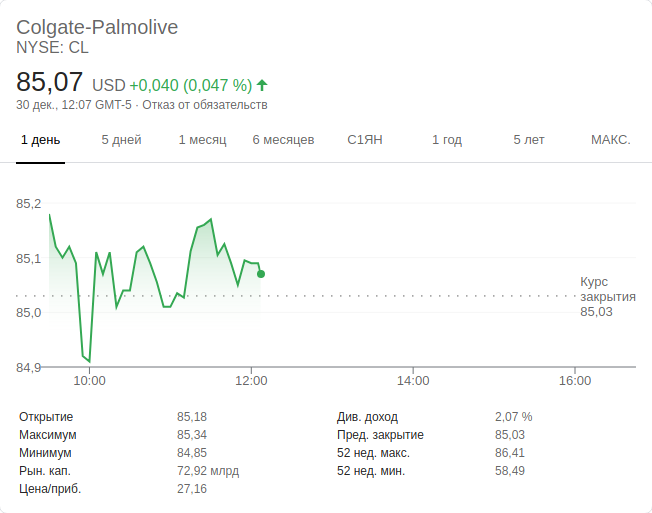 Colgate-Palmolive
NYSE: CL
85,07 USD +0,040 (0,047 %)
30 дек., 12:07 GMT-5 · Отказ от обязательств
1 день 5 дней 1 месяц 6 месяцев С1ЯН 1 год 5 лет МАКС.
85,2
85,1
85,0
84,9
Курс
закрытия
85,03
10:00 12:00 14:00 16:00
Открытие 85,18 Див. доход 2,07 %
Максимум 85,34 Пред. закрытие 85,03
Минимум 84,85 52 нед. макс. 86,41
Рын. кап. 72,92 млрд 52 нед. мин. 58,49
Цена/приб. 27,16